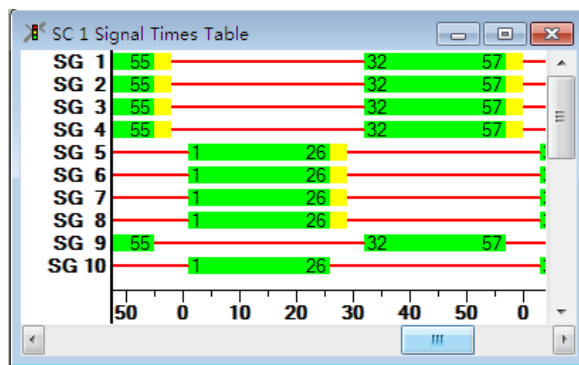 SC 1 Signal Times Table
SG 1 55 32 57
SG 2 55 32 57
SG 3 55 32 57
SG 4 55 32 57
SG 5 1 26
SG 6 1 26
SG 7 1 26
SG 8 1 26
SG 9 55 32 57
SG 10 1 26
50 0 10 20 30 40 50 0